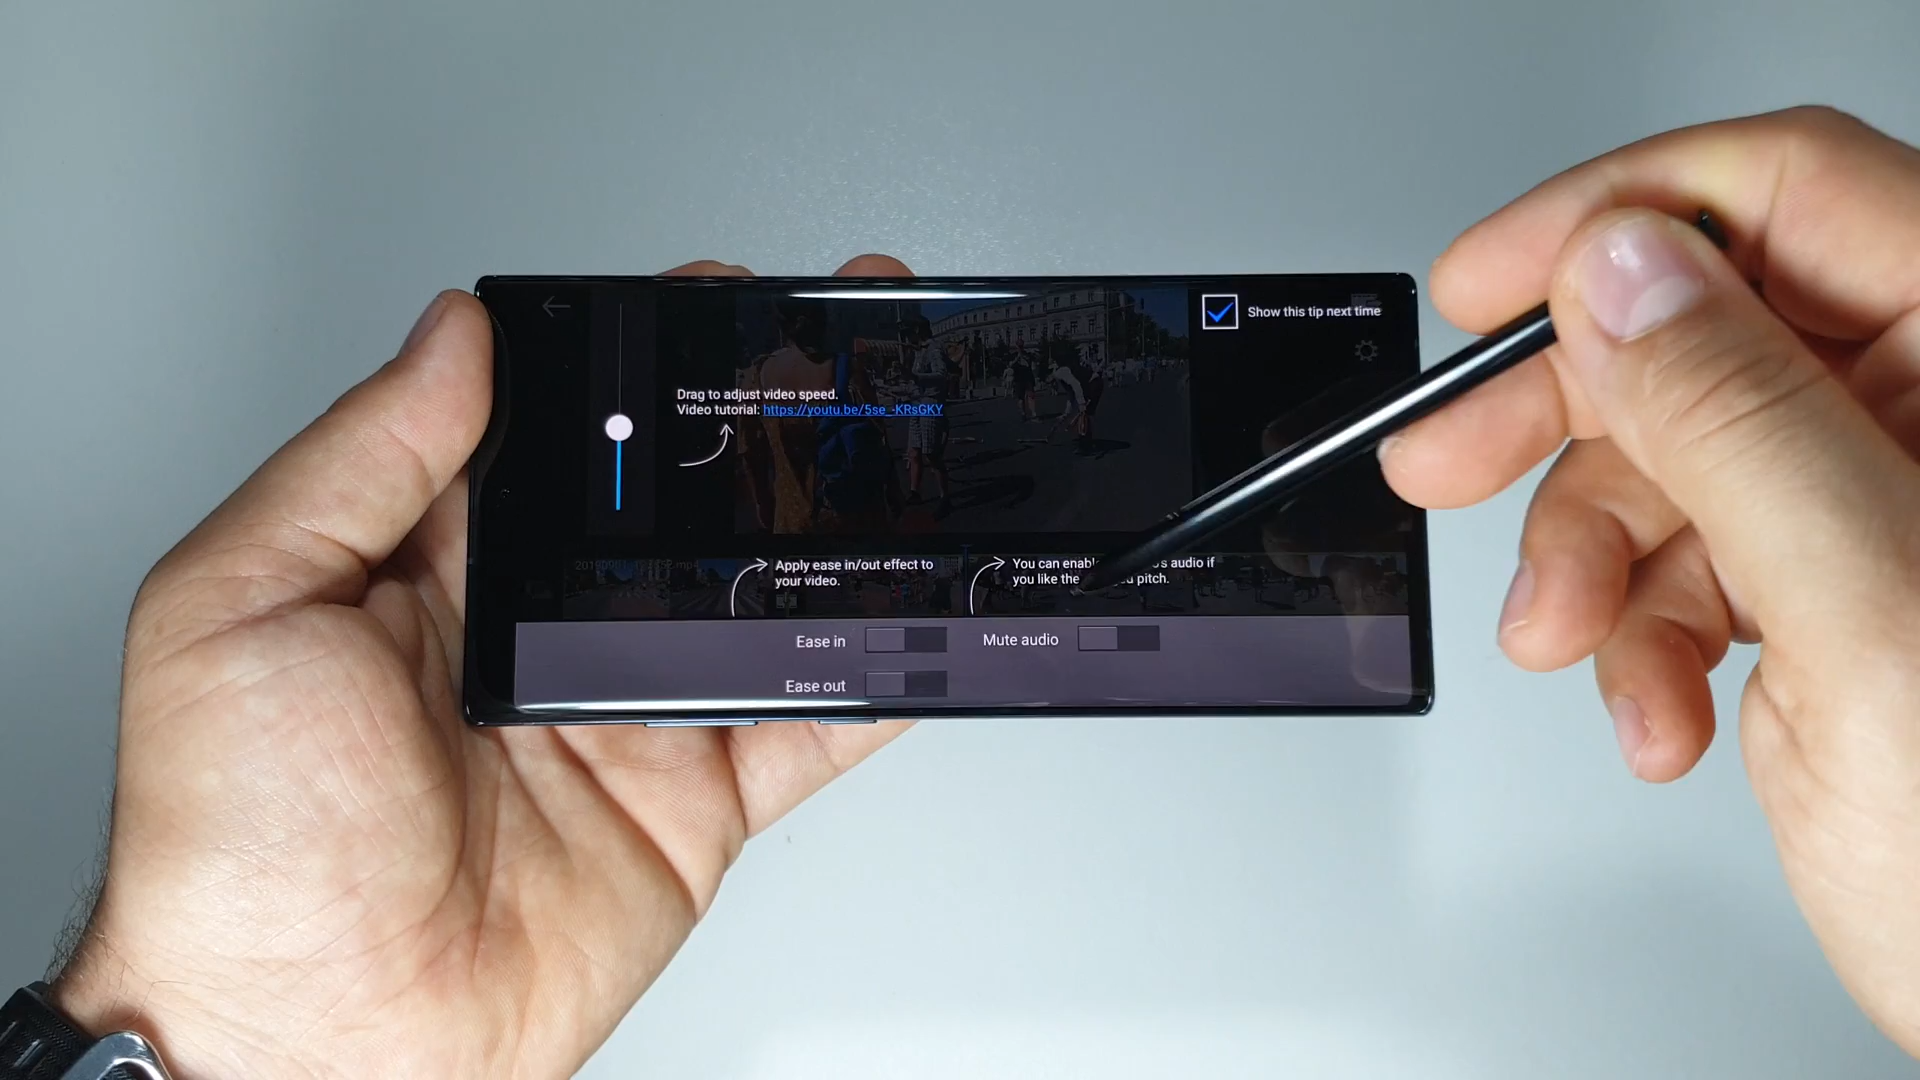 Show this tip next time
Drag to adjust video speed.
Video tutorial: https://youtu.be/5se_-KRsGKY
Apply ease in/out effect to
your video.
You can enable 's audio if
you like the pitch.
Ease in
Mute audio
Ease out